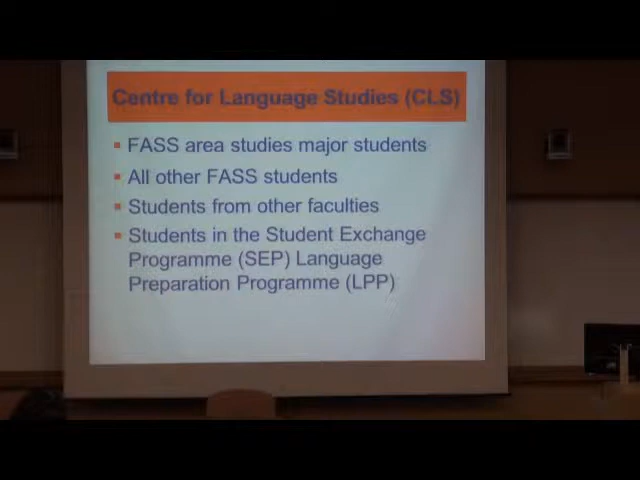 Centre for Language Studies (CLS)
FASS area studies major students
All other FASS students
Students from other faculties
Students in the Student Exchange
Programme (SEP) Language
Preparation Programme (LPP)